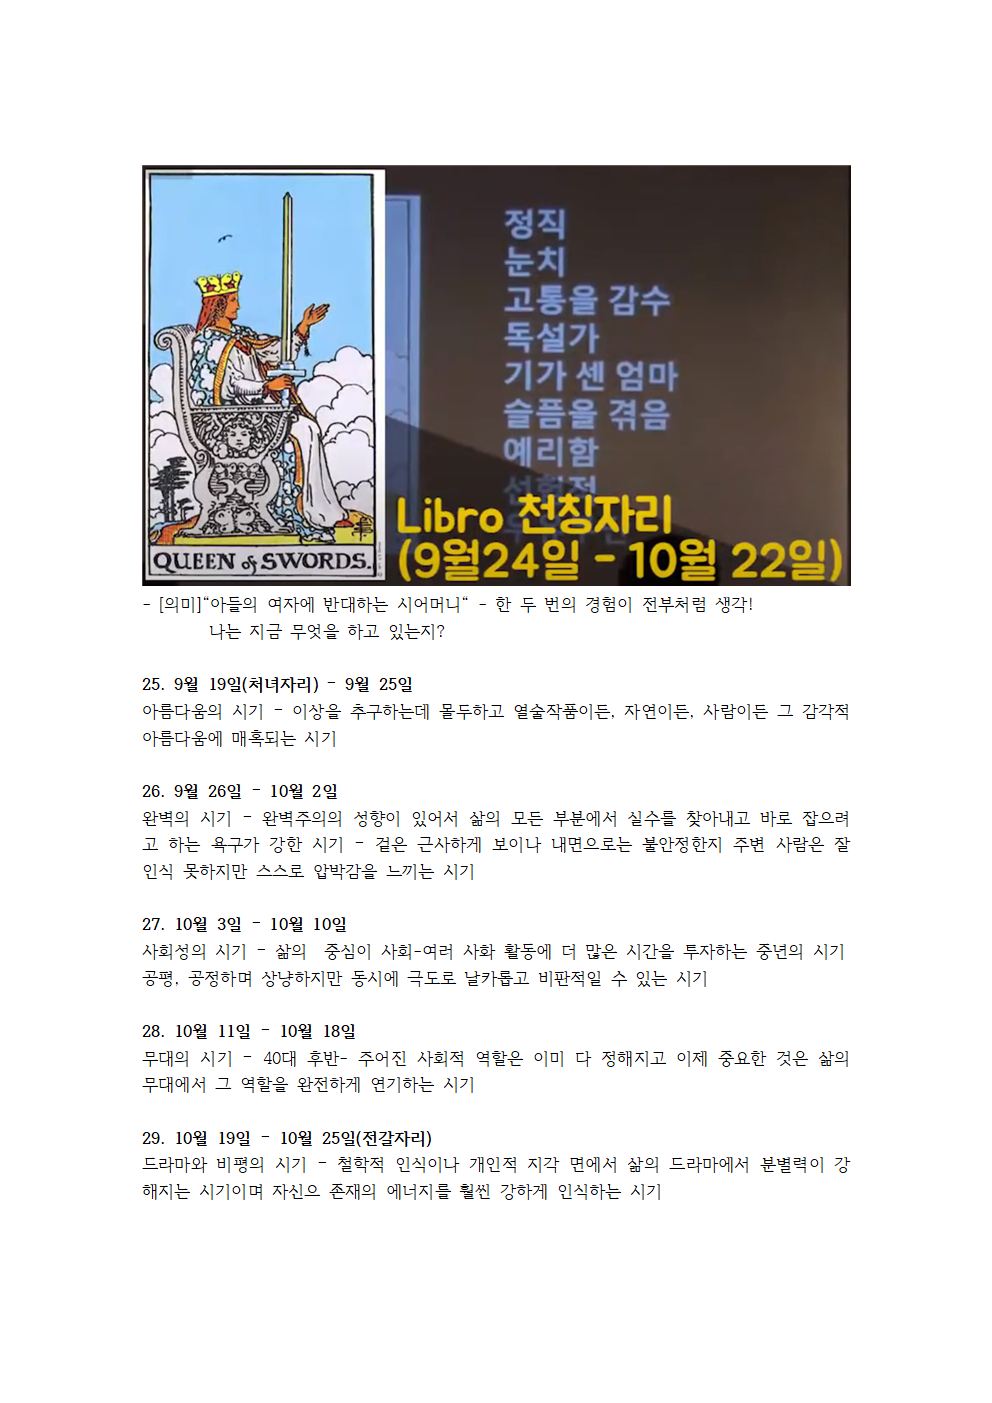 QUEEN of SWORDS.
정직
눈치
고통을 감수
독설가
기가 센 엄마
슬픔을 겪음
예리함
Libro 천칭자리
(9월24일 - 10월 22일)
- [의미]“아들의 여자에 반대하는 시어머니“ - 한 두 번의 경험이 전부처럼 생각!
나는 지금 무엇을 하고 있는지?
25. 9월 19일(처녀자리) - 9월 25일
아름다움의 시기 - 이상을 추구하는데 몰두하고 열술작품이든, 자연이든, 사람이든 그 감각적
아름다움에 매혹되는 시기
26. 9월 26일 - 10월 2일
완벽의 시기 - 완벽주의의 성향이 있어서 삶의 모든 부분에서 실수를 찾아내고 바로 잡으려
고 하는 욕구가 강한 시기 - 겉은 근사하게 보이나 내면으로는 불안정한지 주변 사람은 잘
인식 못하지만 스스로 압박감을 느끼는 시기
27. 10월 3일 - 10월 10일
사회성의 시기 - 삶의 중심이 사회-여러 사화 활동에 더 많은 시간을 투자하는 중년의 시기
공평, 공정하며 상냥하지만 동시에 극도로 날카롭고 비판적일 수 있는 시기
28. 10월 11일 - 10월 18일
무대의 시기 - 40대 후반- 주어진 사회적 역할은 이미 다 정해지고 이제 중요한 것은 삶의
무대에서 그 역할을 완전하게 연기하는 시기
29. 10월 19일 - 10월 25일(전갈자리)
드라마와 비평의 시기 - 철학적 인식이나 개인적 지각 면에서 삶의 드라마에서 분별력이 강
해지는 시기이며 자신으 존재의 에너지를 훨씬 강하게 인식하는 시기